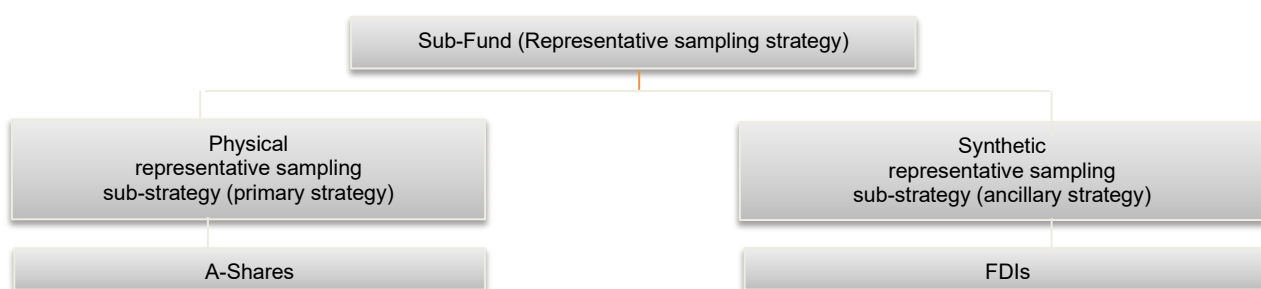 Sub-Fund (Representative sampling strategy)
Physical
representative sampling
sub-strategy (primary strategy)
Synthetic
representative sampling
sub-strategy (ancillary strategy)
A-Shares
FDIs